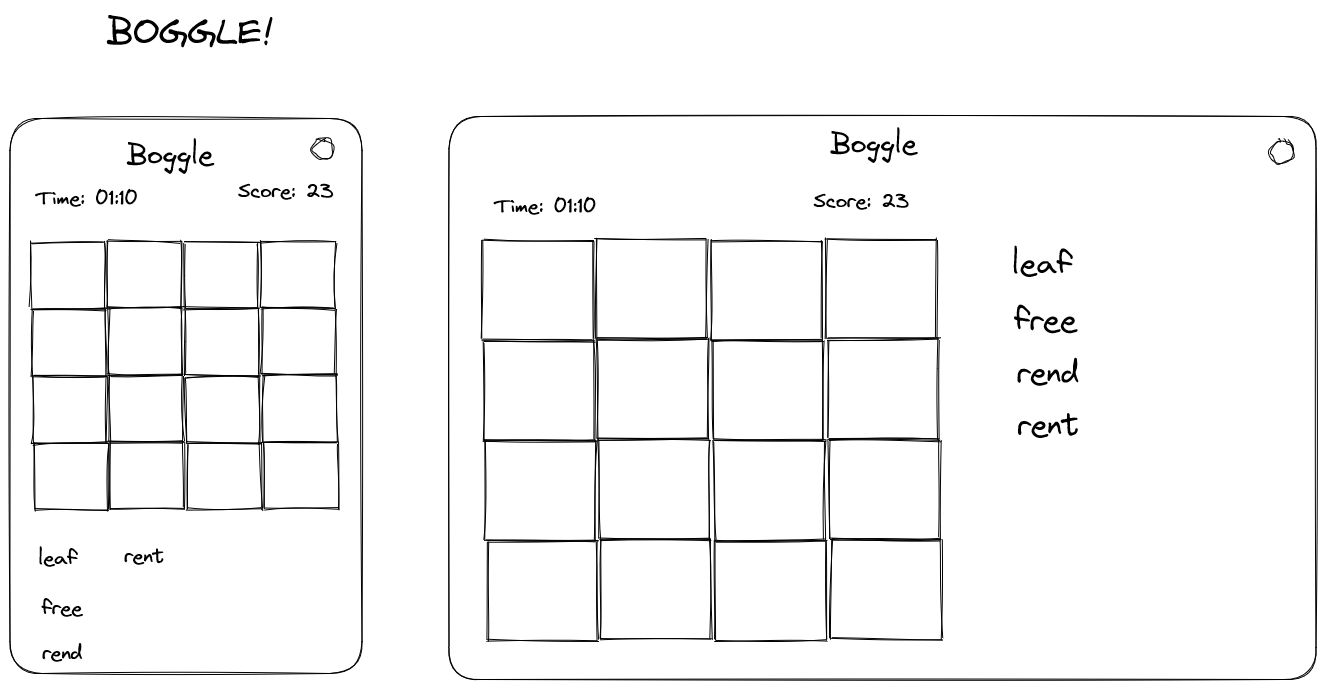 BOGGLE!
Boggle
Time: 01:10 Score: 23
leaf rent
free
rend
Boggle
Time: 01:10 Score: 23
leaf
free
rend
rent